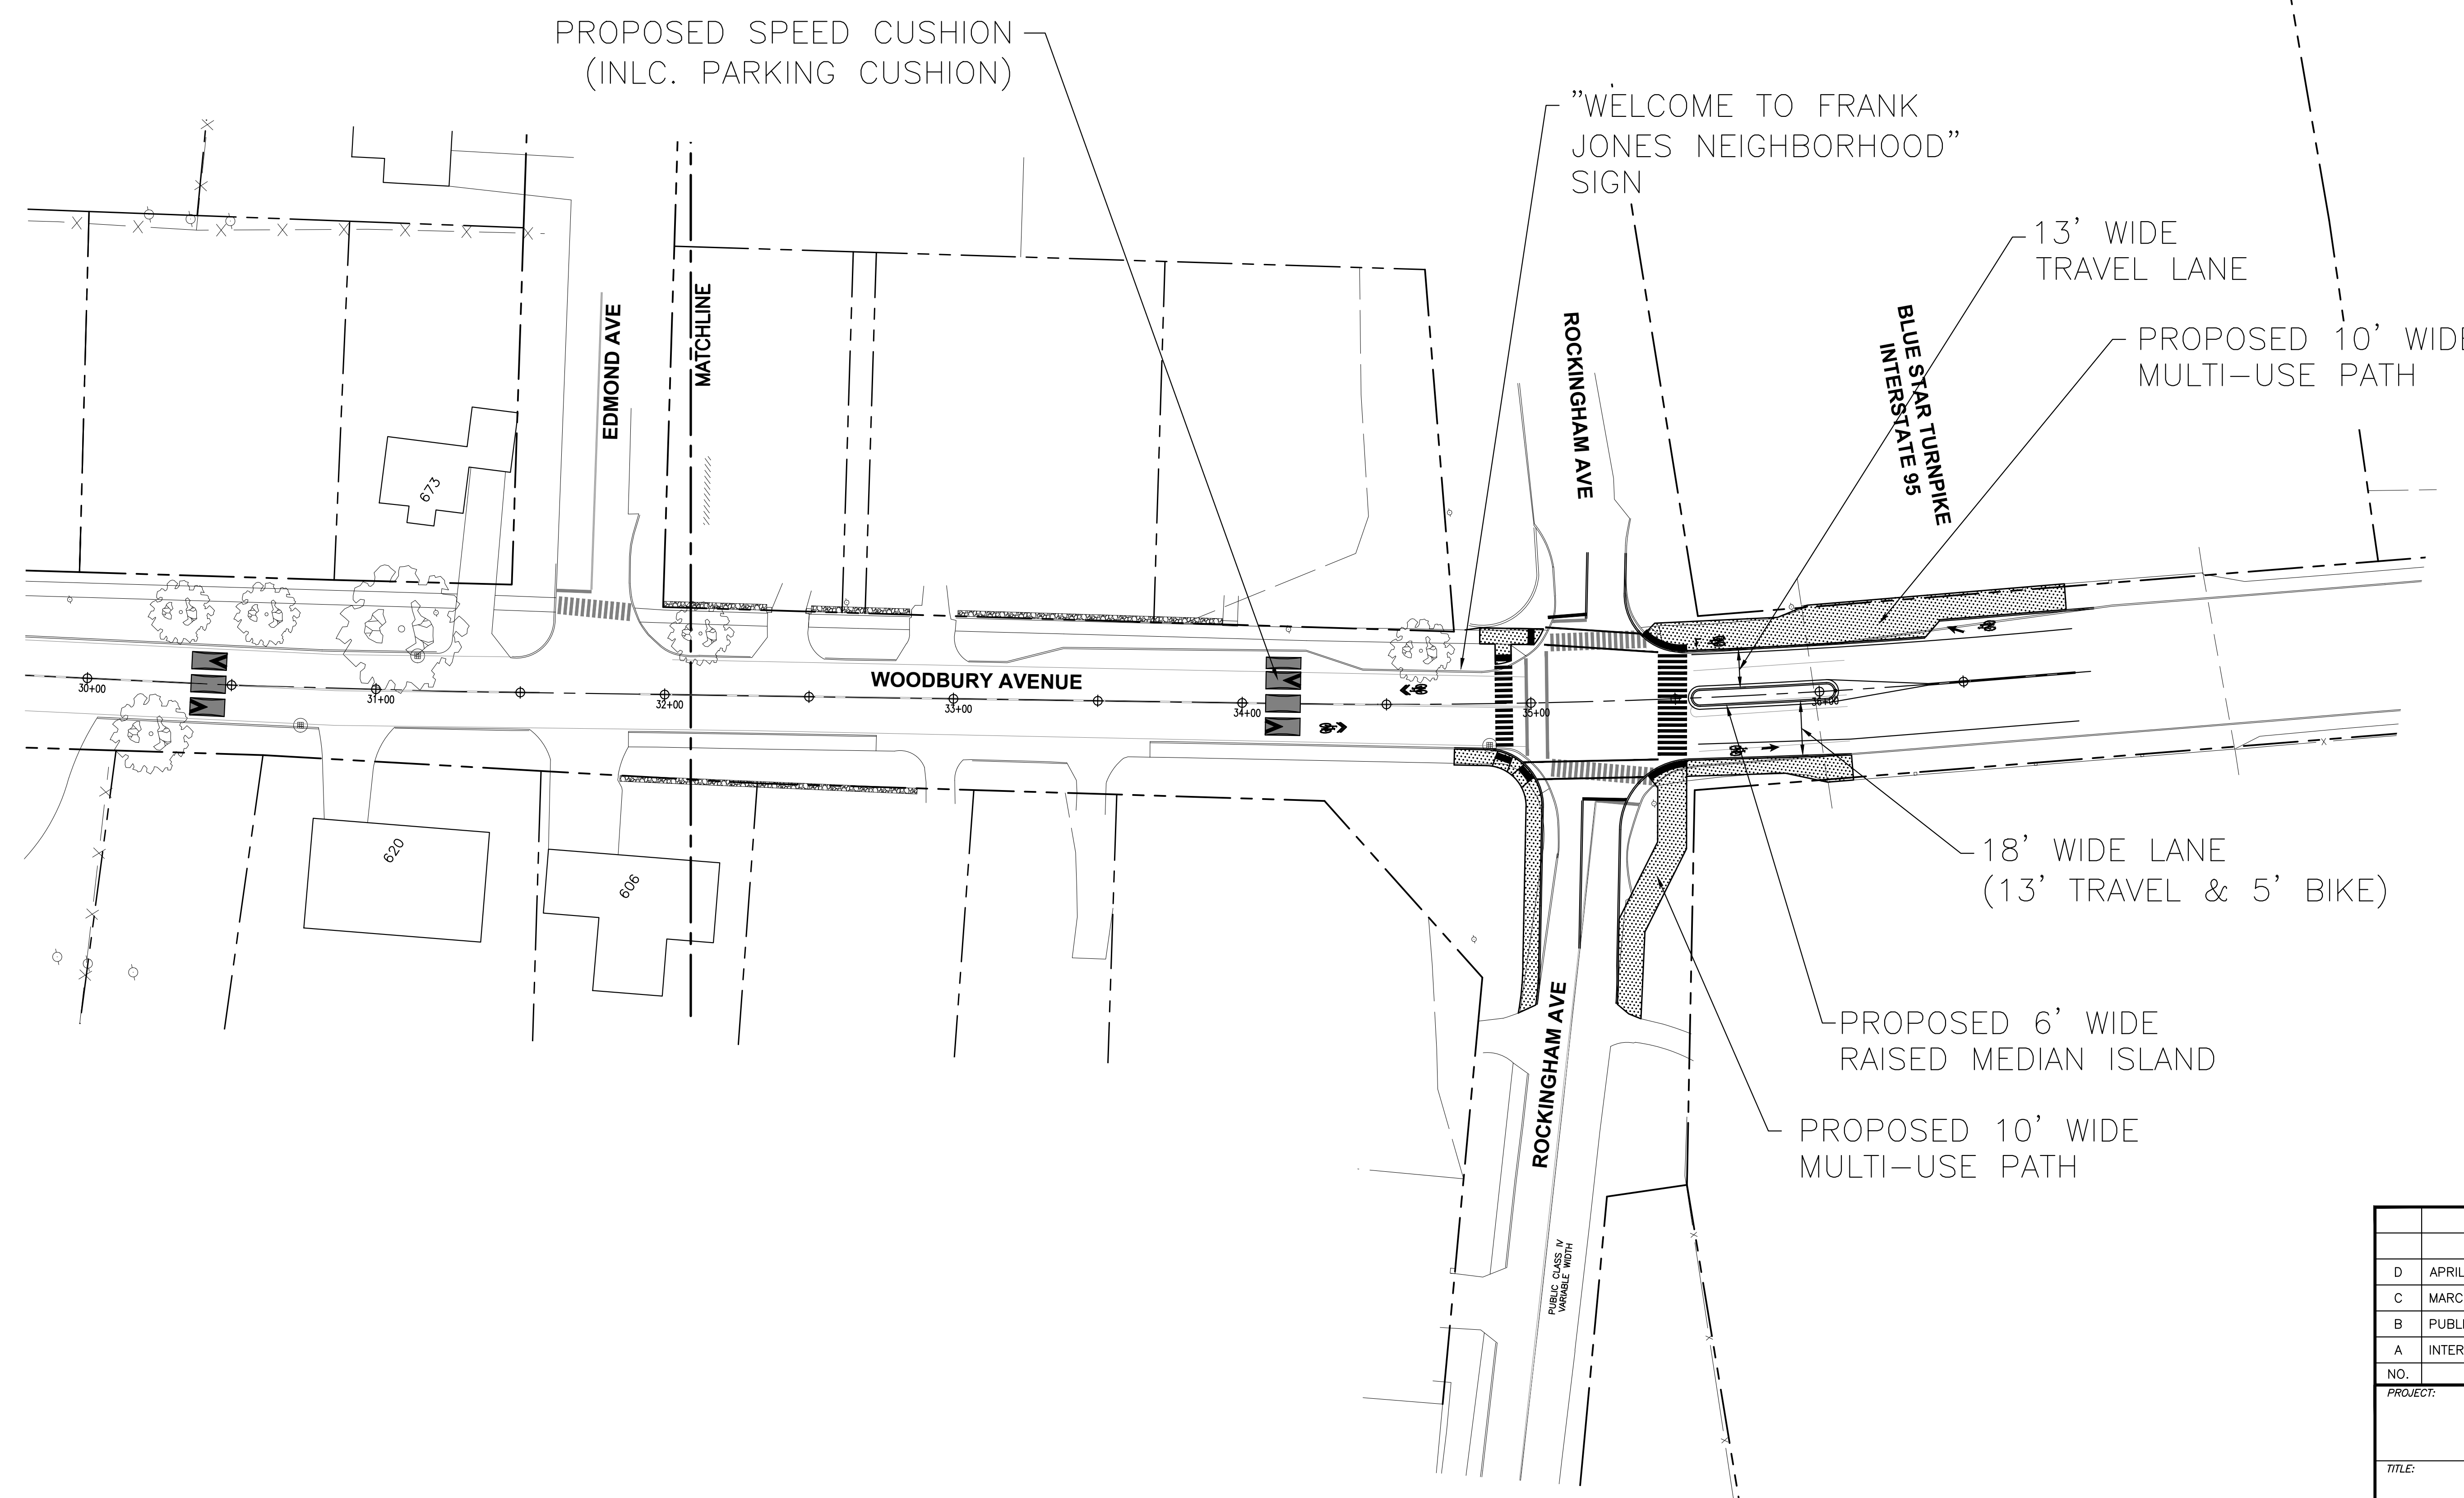 PROPOSED SPEED CUSHION
(INLC. PARKING CUSHION)
"WELCOME TO FRANK
JONES NEIGHBORHOOD"
SIGN
13' WIDE
TRAVEL LANE
PROPOSED 10' WIDE
MULTI-USE PATH
BLUE STAR TURNPIKE
INTERSTATE 95
EDMOND AVE
MATCHLINE
ROCKINGHAM AVE
673
WOODBURY AVENUE
30+00
31+00
32+00
33+00
34+00
35+00
36+00
620
606
18' WIDE LANE
(13' TRAVEL & 5' BIKE)
PROPOSED 6' WIDE
RAISED MEDIAN ISLAND
PROPOSED 10' WIDE
MULTI-USE PATH
ROCKINGHAM AVE
PUBLIC CLASS IV
VARIABLE WIDTH
D APRIL
C MARC
B PUBL
A INTER
NO.
PROJECT:
TITLE: